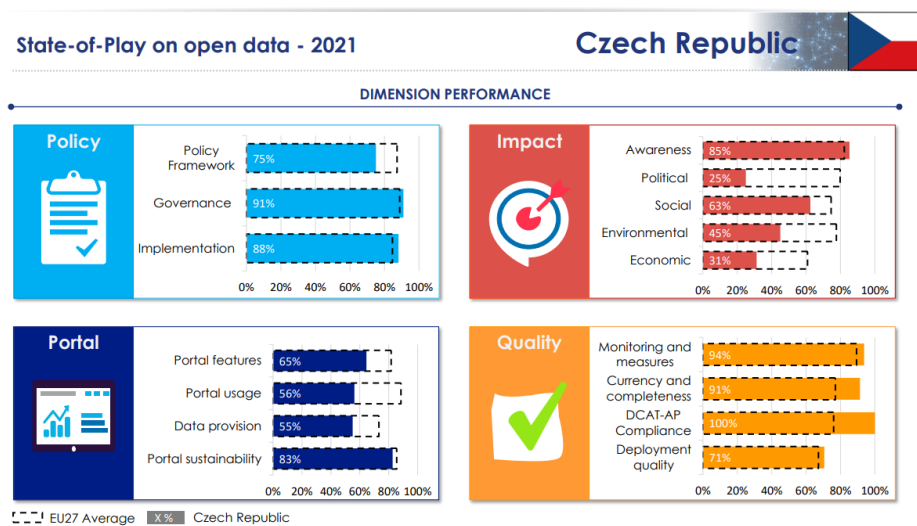 State-of-Play on open data - 2021
Czech Republic
DIMENSION PERFORMANCE
Policy
Policy
Framework
75%
Governance
91%
Implementation
88%
0% 20% 40% 60% 80% 100%
Impact
Awareness
85%
Political
25%
Social
63%
Environmental
45%
Economic
31%
0% 20% 40% 60% 80% 100%
Portal
Portal features
65%
Portal usage
56%
Data provision
55%
Portal sustainability
83%
0% 20% 40% 60% 80% 100%
Quality
Monitoring and
measures
94%
Currency and
completeness
91%
DCAT-AP
Compliance
100%
Deployment
quality
71%
0% 20% 40% 60% 80% 100%
EU27 Average X % Czech Republic